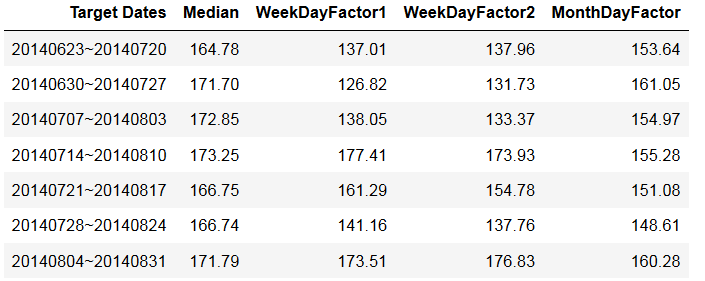 Target Dates Median WeekDayFactor1 WeekDayFactor2 MonthDayFactor
20140623~20140720 164.78 137.01 137.96 153.64
20140630~20140727 171.70 126.82 131.73 161.05
20140707~20140803 172.85 138.05 133.37 154.97
20140714~20140810 173.25 177.41 173.93 155.28
20140721~20140817 166.75 161.29 154.78 151.08
20140728~20140824 166.74 141.16 137.76 148.61
20140804~20140831 171.79 173.51 176.83 160.28